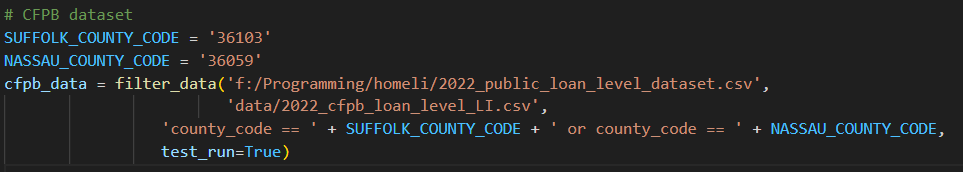 # CFPB dataset
SUFFOLK_COUNTY_CODE = '36103'
NASSAU_COUNTY_CODE = '36059'
cfpb_data = filter_data('f:/Programming/homeli/2022_public_loan_level_dataset.csv',
'data/2022_cfpb_loan_level_LI.csv',
'county_code == ' + SUFFOLK_COUNTY_CODE + ' or county_code == ' + NASSAU_COUNTY_CODE,
test_run=True)